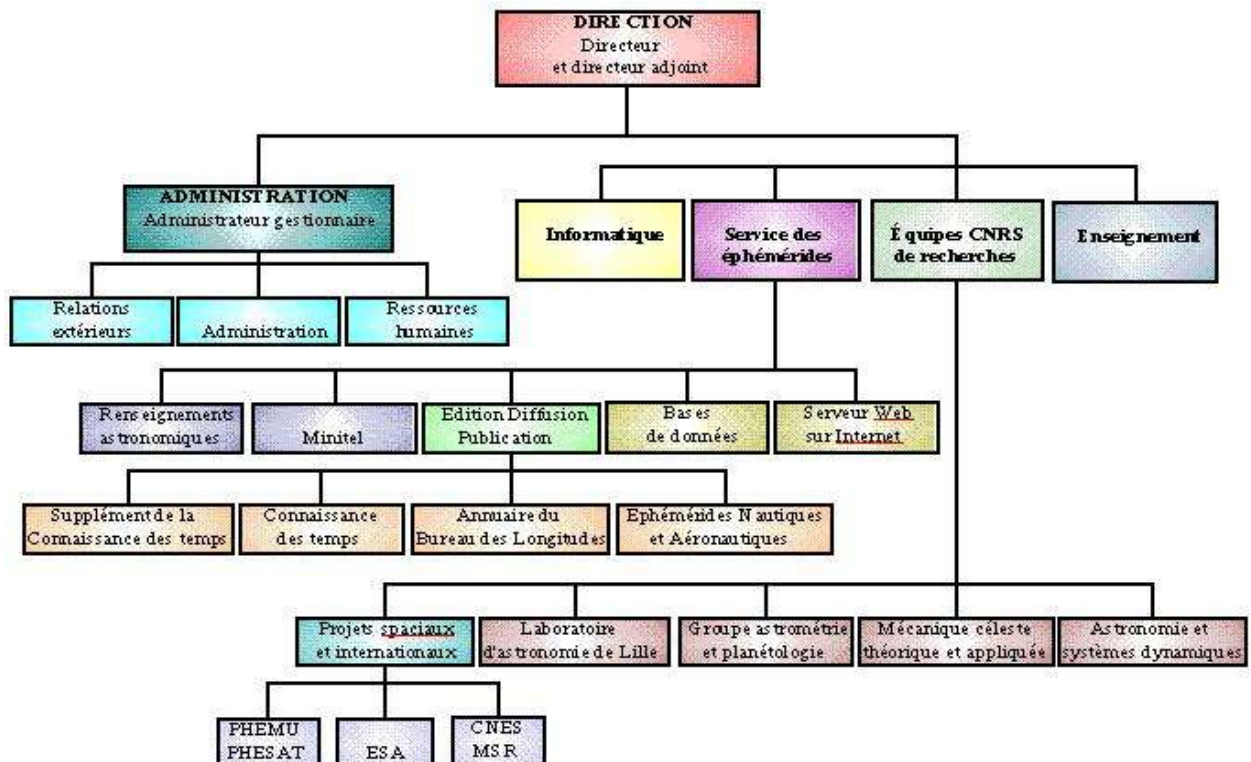 DIRECTION
Directeur
et directeur adjoint
ADMINISTRATION
Administrateur gestionnaire
Informatique
Service des
éphémérides
Équipes CNRS
de recherches
Enseignement
Relations
extérieurs
Administration
Ressources
humaines
Renseignements
astronomiques
Minitel
Edition Diffusion
Publication
Bases
de données
Serveur Web
sur Internet
Supplément de la
Connaissance des temps
Connaissance
des temps
Annuaire du
Bureau des Longitudes
Ephémérides Nautiques
et Aéronautiques
Projets spaciaux
et internationaux
Laboratoire
d'astronomie de Lille
Groupe astrométrie
et planétologie
Mécanique céleste
théorique et appliquée
Astronomie et
systèmes dynamiques
PHEMU
PHESAT
ESA
CNES
MSR